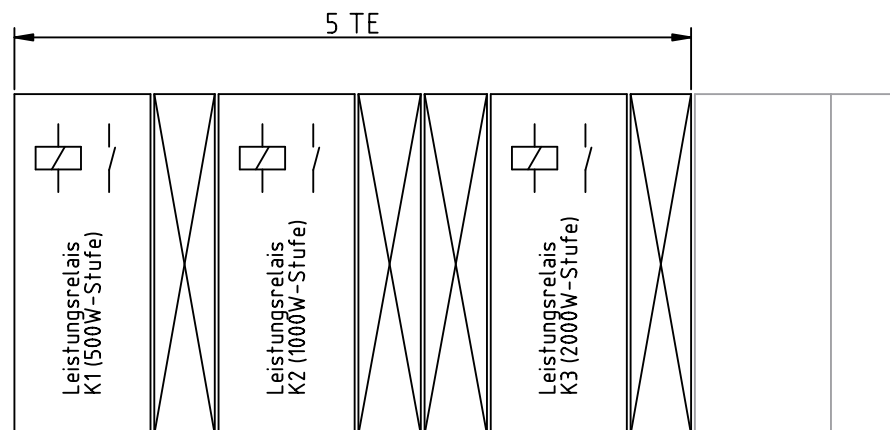 5 TE
Leistungsrelais
K1 (500W-Stufe)
Leistungsrelais
K2 (1000W-Stufe)
Leistungsrelais
K3 (2000W-Stufe)